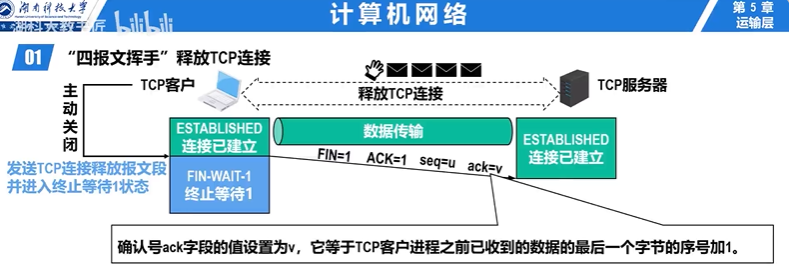 湖南科技大学
Hunan University of Science and Technology
计算机网络
第 5 章
运输层
湖科大教书匠 bilibili
01 “四报文挥手”释放TCP连接
主动关闭
TCP客户
释放TCP连接
TCP服务器
ESTABLISHED
连接已建立
数据传输
ESTABLISHED
连接已建立
FIN=1 ACK=1 seq=u ack=v
发送TCP连接释放报文段
并进入终止等待1状态
FIN-WAIT-1
终止等待1
确认号ack字段的值设置为v，它等于TCP客户进程之前已收到的数据的最后一个字节的序号加1。